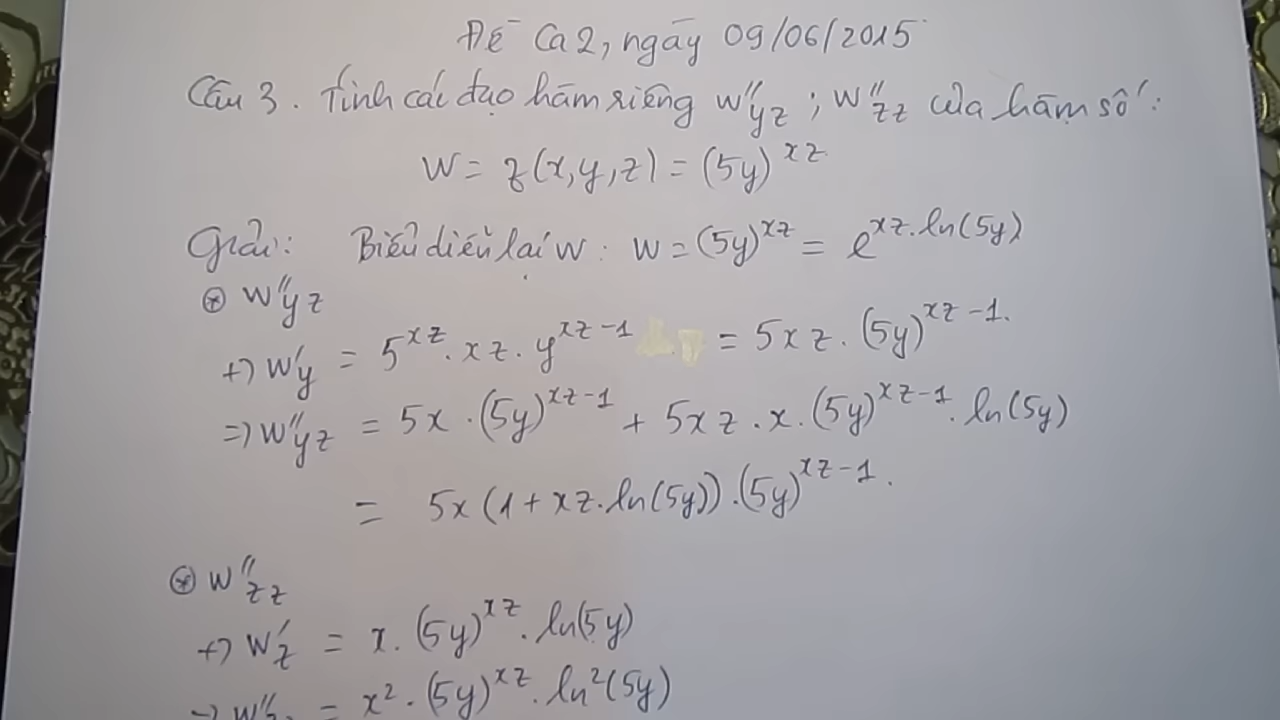 Đề Ca 2, ngày 09/06/2015
Câu 3. Tính các đạo hàm riêng w''yz ; w''zz của hàm số:
w = z(x,y,z) = (5y)^xz
Giải: Biểu diễn lại w : w = (5y)^xz = e^xz.ln(5y)
⊛ w''yz
+) w'y = 5^xz . xz . y^xz-1 = 5xz . (5y)^xz-1.
=) w''yz = 5x . (5y)^xz-1 + 5xz . x . (5y)^xz-1 . ln(5y)
= 5x (1 + xz.ln(5y)) . (5y)^xz-1.
⊛ w''zz
+) w'z = x . (5y)^xz . ln(5y)
=) w''z = x² . (5y)^xz . ln²(5y)